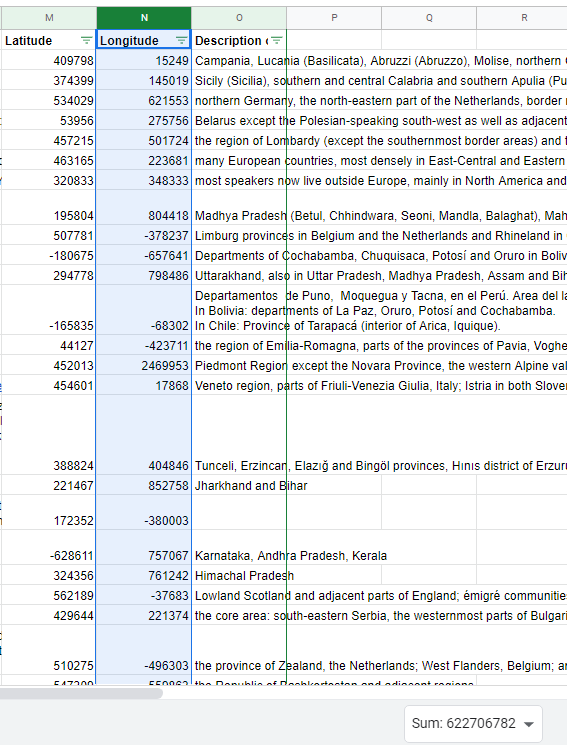 M N O P Q R
Latitude Longitude Description
409798 15249 Campania, Lucania (Basilicata), Abruzzi (Abruzzo), Molise, northern
374399 145019 Sicily (Sicilia), southern and central Calabria and southern Apulia (Pu
534029 621553 northern Germany, the north-eastern part of the Netherlands, border
53956 275756 Belarus except the Polesian-speaking south-west as well as adjacent
457215 501724 the region of Lombardy (except the southernmost border areas) and
463165 223681 many European countries, most densely in East-Central and Eastern
320833 348333 most speakers now live outside Europe, mainly in North America and
195804 804418 Madhya Pradesh (Betul, Chhindwara, Seoni, Mandla, Balaghat), Mah
507781 -378237 Limburg provinces in Belgium and the Netherlands and Rhineland in
-180675 -657641 Departments of Cochabamba, Chuquisaca, Potosí and Oruro in Boliv
294778 798486 Uttarakhand, also in Uttar Pradesh, Madhya Pradesh, Assam and Bih
Departamentos de Puno, Moquegua y Tacna, en el Perú. Area del la
In Bolivia: departments of La Paz, Oruro, Potosí and Cochabamba.
-165835 -68302 In Chile: Province of Tarapacá (interior of Arica, Iquique).
44127 -423711 the region of Emilia-Romagna, parts of the provinces of Pavia, Voghe
452013 2469953 Piedmont Region except the Novara Province, the western Alpine val
454601 17868 Veneto region, parts of Friuli-Venezia Giulia, Italy; Istria in both Slove
388824 404846 Tunceli, Erzincan, Elazığ and Bingöl provinces, Hınıs district of Erzur
221467 852758 Jharkhand and Bihar
172352 -380003
-628611 757067 Karnataka, Andhra Pradesh, Kerala
324356 761242 Himachal Pradesh
562189 -37683 Lowland Scotland and adjacent parts of England; émigré communitie
429644 221374 the core area: south-eastern Serbia, the westernmost parts of Bulgari
510275 -496303 the province of Zealand, the Netherlands; West Flanders, Belgium; a
the Republic of Bashkortostan and adjacent regions
Sum: 622706782